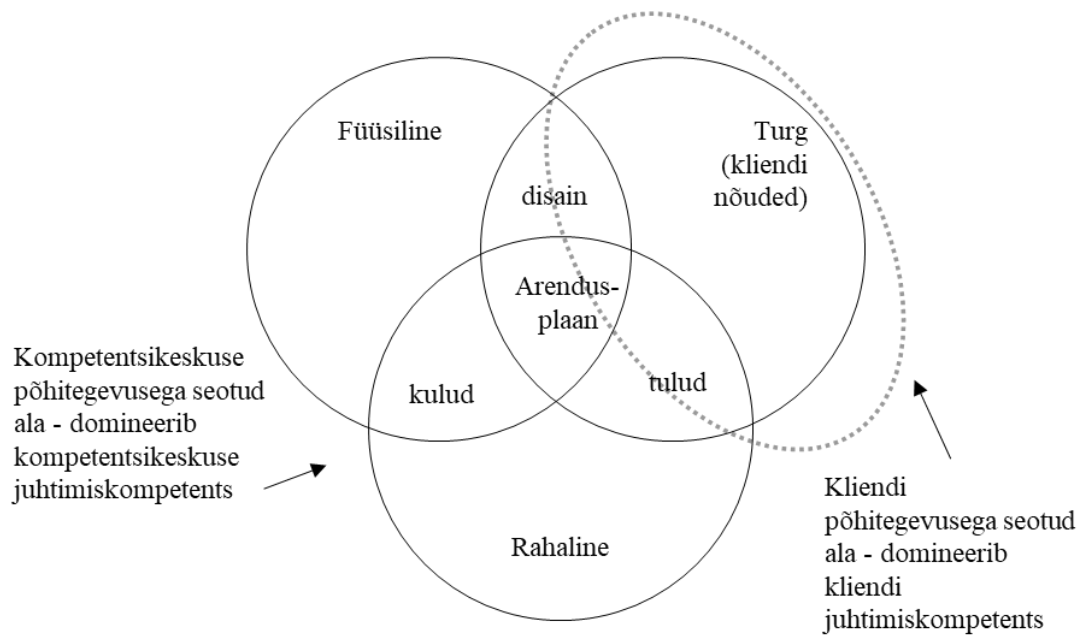 Füüsiline
Turg
(kliendi
nõuded)
disain
Arendus-
plaan
kulud
tulud
Rahaline
Kompetentsikeskuse
põhitegevusega seotud
ala - domineerib
kompetentsikeskuse
juhtimiskompetents
Kliendi
põhitegevusega seotud
ala - domineerib
kliendi
juhtimiskompetents